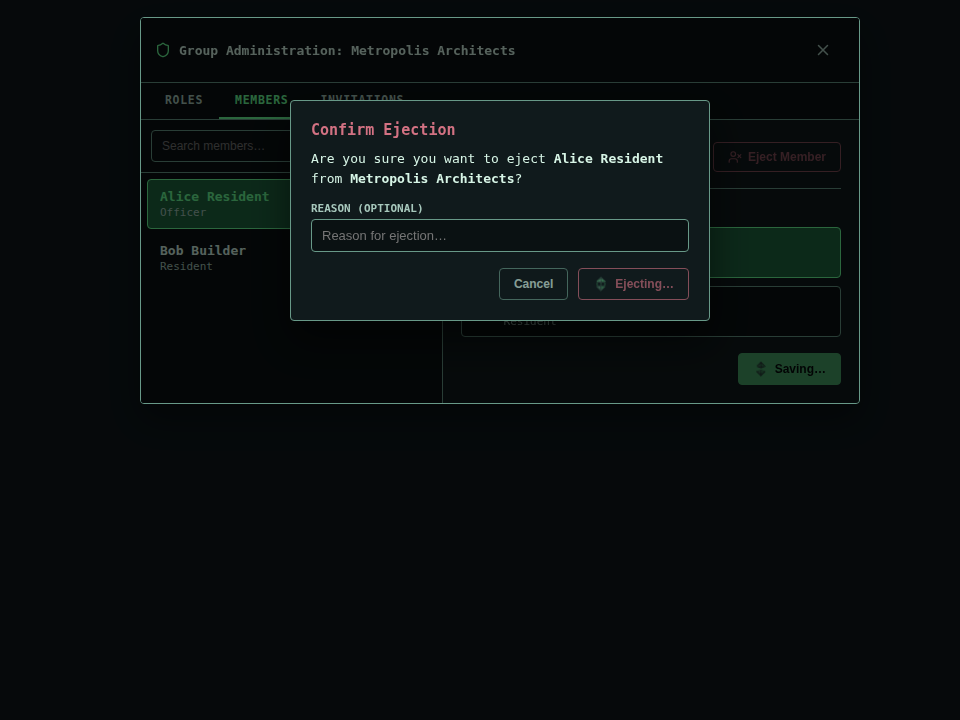 Group Administration: Metropolis Architects
ROLES MEMBERS INVITATIONS
Search members…
Eject Member
Alice Resident
Officer
Bob Builder
Resident
Confirm Ejection
Are you sure you want to eject Alice Resident
from Metropolis Architects?
REASON (OPTIONAL)
Reason for ejection…
Cancel Ejecting…
Resident
Saving…